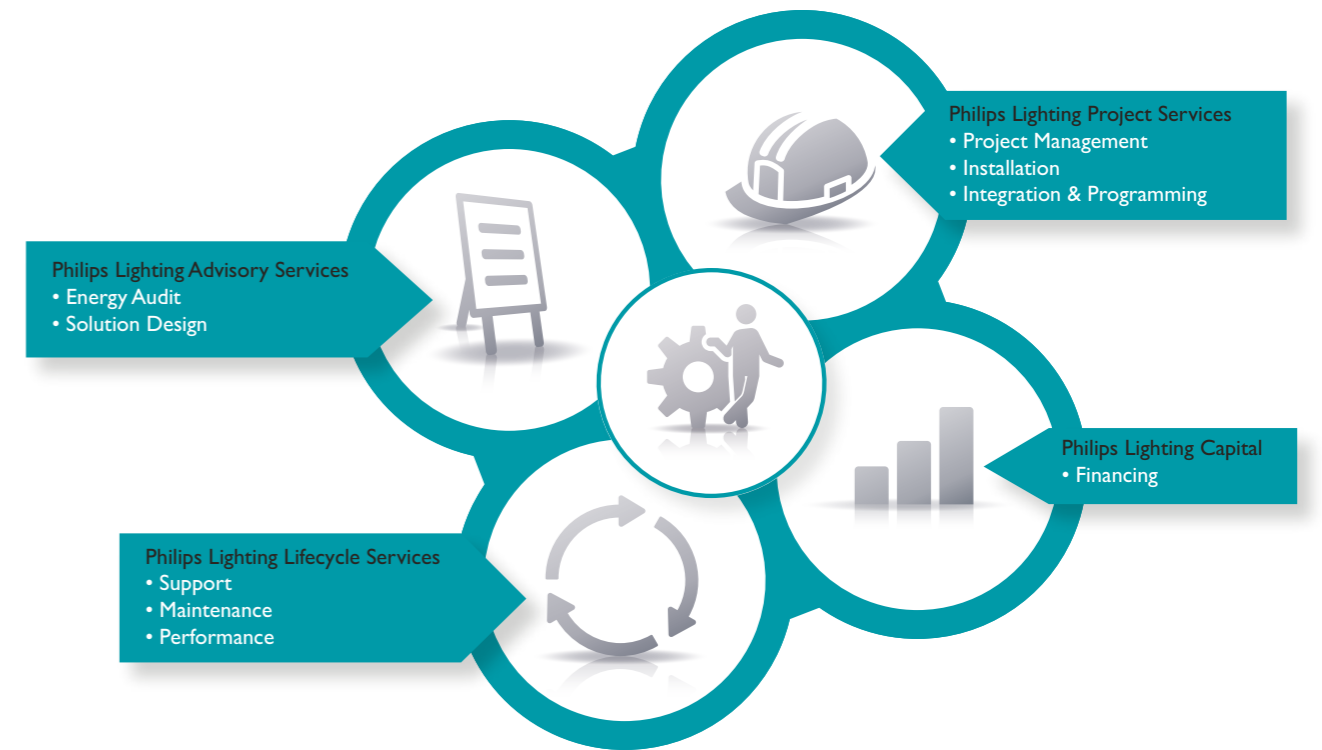 Philips Lighting Project Services
• Project Management
• Installation
• Integration & Programming
Philips Lighting Advisory Services
• Energy Audit
• Solution Design
Philips Lighting Capital
• Financing
Philips Lighting Lifecycle Services
• Support
• Maintenance
• Performance